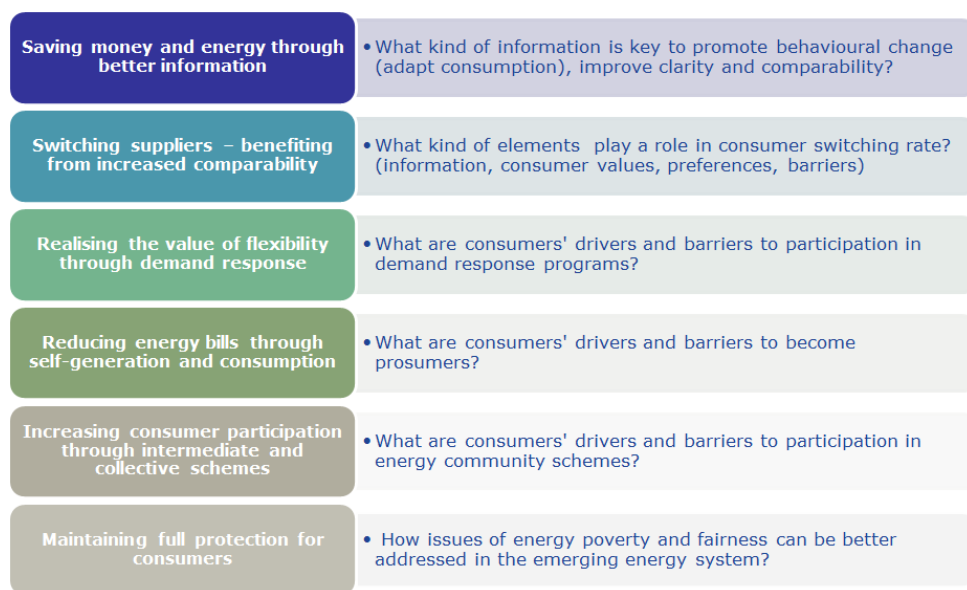 Saving money and energy through
better information
• What kind of information is key to promote behavioural change
(adapt consumption), improve clarity and comparability?
Switching suppliers – benefiting
from increased comparability
• What kind of elements play a role in consumer switching rate?
(information, consumer values, preferences, barriers)
Realising the value of flexibility
through demand response
• What are consumers' drivers and barriers to participation in
demand response programs?
Reducing energy bills through
self-generation and consumption
• What are consumers' drivers and barriers to become
prosumers?
Increasing consumer participation
through intermediate and
collective schemes
• What are consumers' drivers and barriers to participation in
energy community schemes?
Maintaining full protection for
consumers
• How issues of energy poverty and fairness can be better
addressed in the emerging energy system?